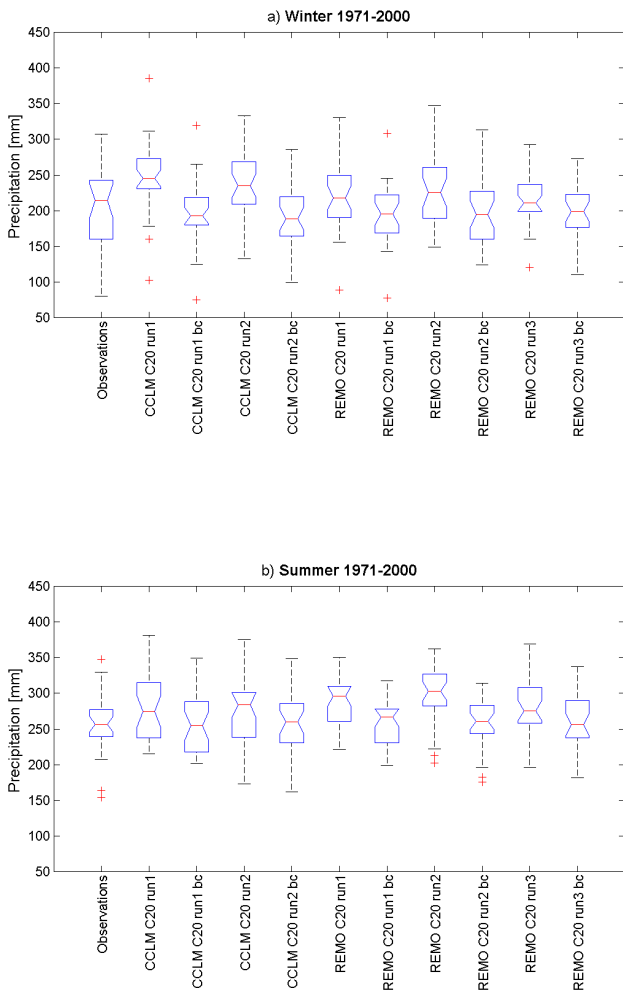 a) Winter 1971-2000
Precipitation [mm]
450
400
350
300
250
200
150
100
50
Observations
CCLM C20 run1
CCLM C20 run1 bc
CCLM C20 run2
CCLM C20 run2 bc
REMO C20 run1
REMO C20 run1 bc
REMO C20 run2
REMO C20 run2 bc
REMO C20 run3
REMO C20 run3 bc
b) Summer 1971-2000
Precipitation [mm]
450
400
350
300
250
200
150
100
50
Observations
CCLM C20 run1
CCLM C20 run1 bc
CCLM C20 run2
CCLM C20 run2 bc
REMO C20 run1
REMO C20 run1 bc
REMO C20 run2
REMO C20 run2 bc
REMO C20 run3
REMO C20 run3 bc